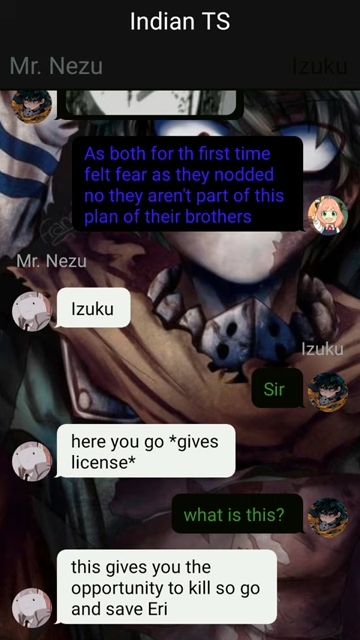 Indian TS
Mr. Nezu
Izuku
As both for th first time
felt fear as they nodded
no they aren't part of this
plan of their brothers
Mr. Nezu
Izuku
Izuku
Sir
here you go *gives
license*
what is this?
this gives you the
opportunity to kill so go
and save Eri